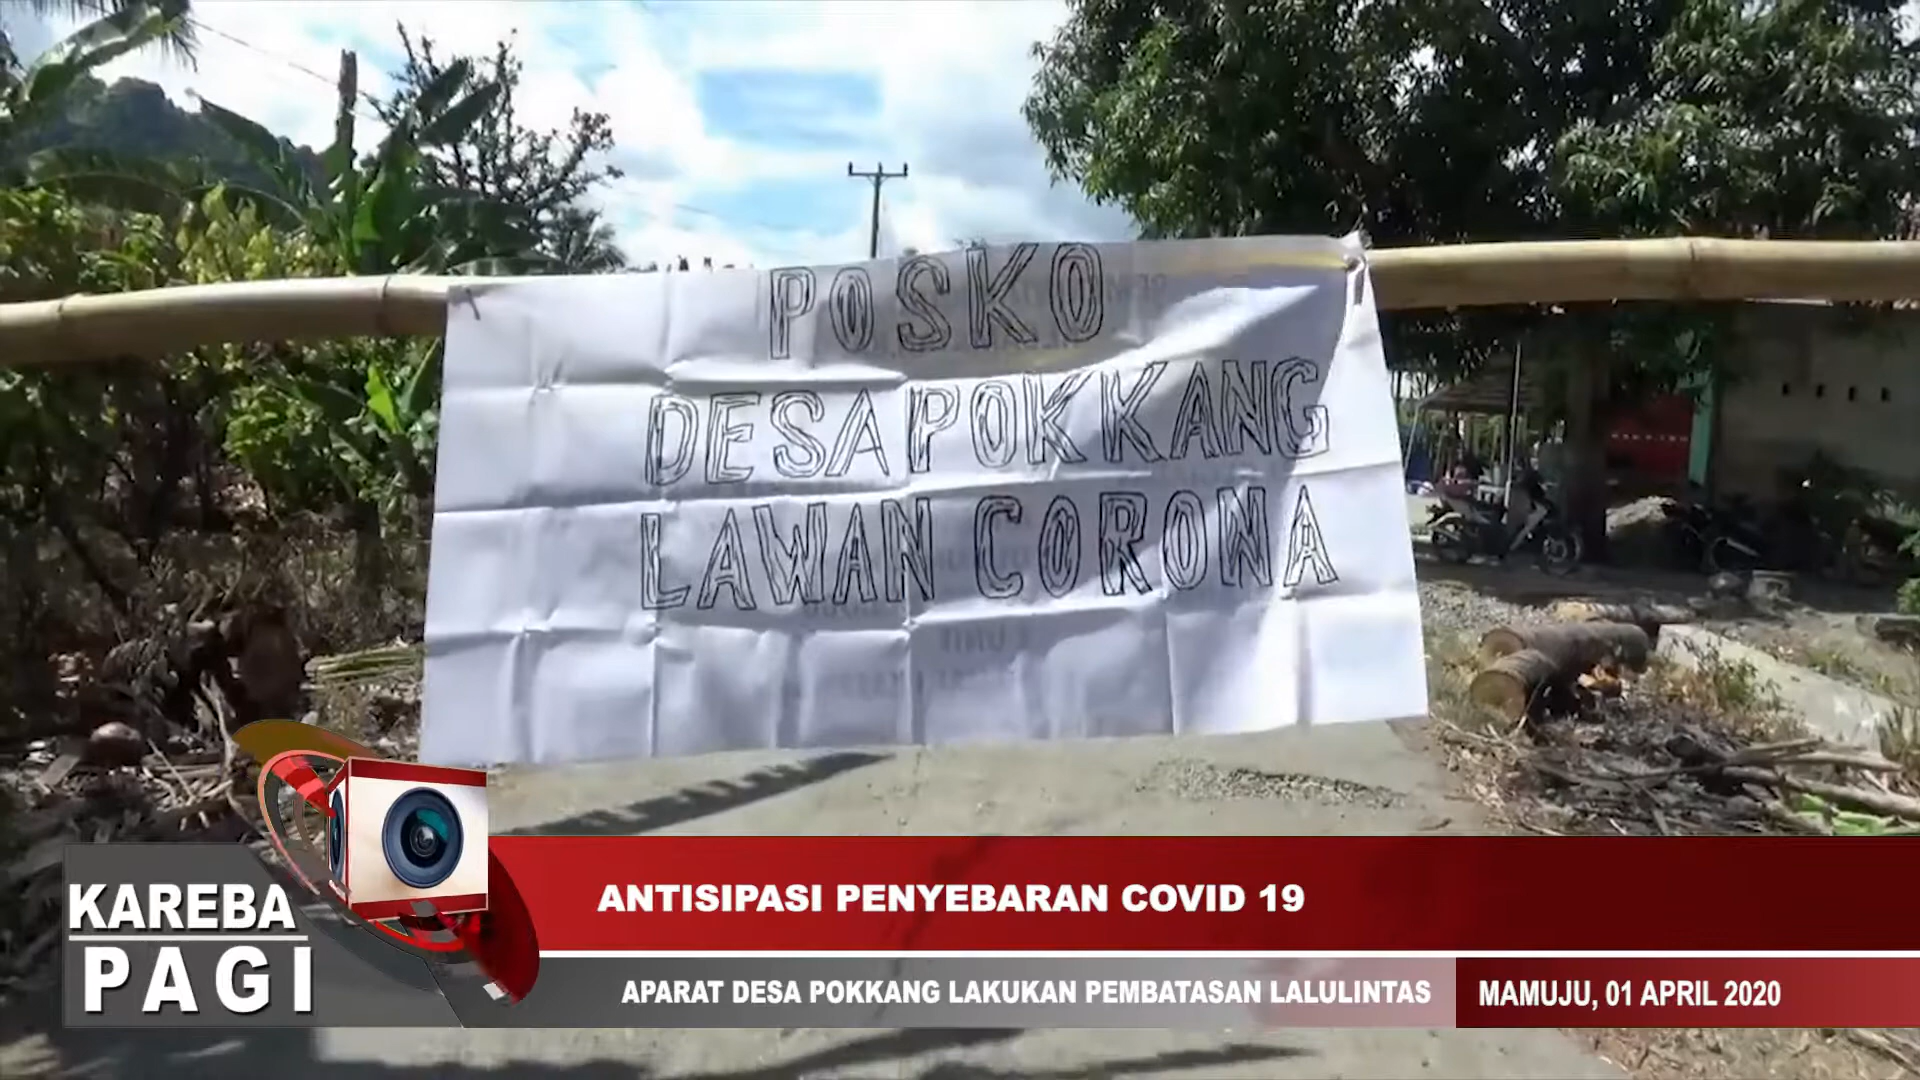 POSKO
DESA POKKANG
LAWAN CORONA
KAREBA
PAGI
ANTISIPASI PENYEBARAN COVID 19
APARAT DESA POKKANG LAKUKAN PEMBATASAN LALULINTAS
MAMUJU, 01 APRIL 2020